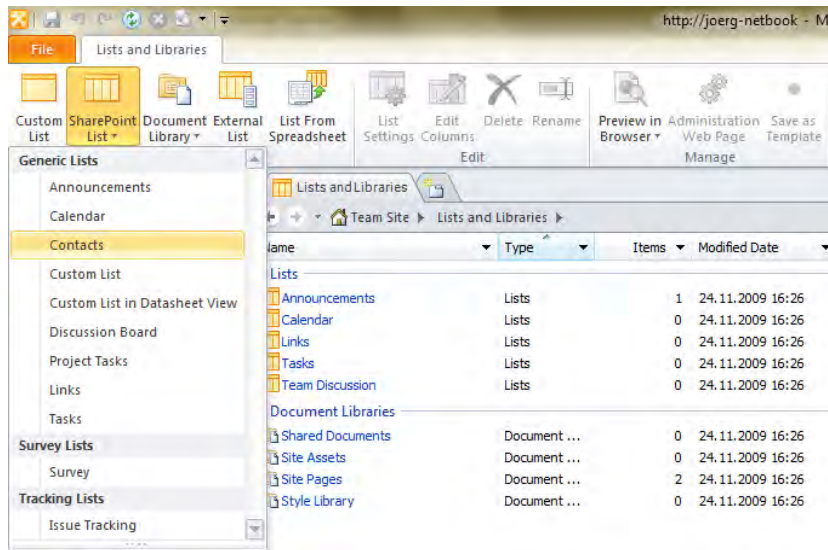 http://joerg-netbook - M
File Lists and Libraries
Custom List
SharePoint List
Document Library
External List
List From Spreadsheet
List Settings
Edit Columns
Delete
Rename
Preview in Browser
Administration Web Page
Save as Template
Edit
Manage
Generic Lists
Announcements
Calendar
Contacts
Custom List
Custom List in Datasheet View
Discussion Board
Project Tasks
Links
Tasks
Survey Lists
Survey
Tracking Lists
Issue Tracking
Lists and Libraries
Team Site Lists and Libraries
Name Type Items Modified Date
Lists
Announcements Lists 1 24.11.2009 16:26
Calendar Lists 0 24.11.2009 16:26
Links Lists 0 24.11.2009 16:26
Tasks Lists 0 24.11.2009 16:26
Team Discussion Lists 0 24.11.2009 16:26
Document Libraries
Shared Documents Document ... 0 24.11.2009 16:26
Site Assets Document ... 0 24.11.2009 16:26
Site Pages Document ... 2 24.11.2009 16:26
Style Library Document ... 0 24.11.2009 16:26